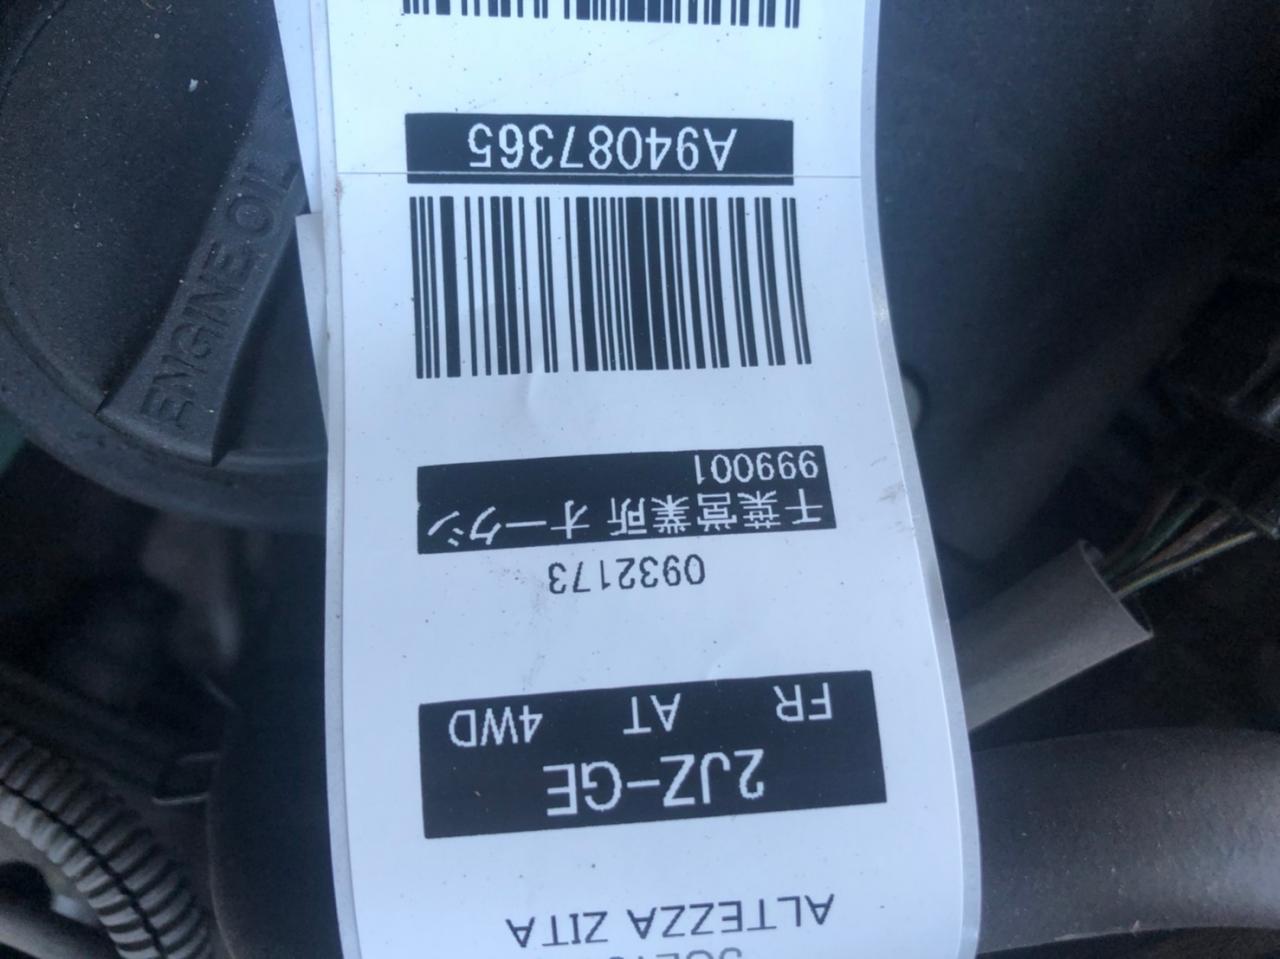 ALTEZZA ZITA
2JZ-GE
FR AT 4WD
0932173
千葉営業所 オークシ
999001
A94087365
ENGINE OIL